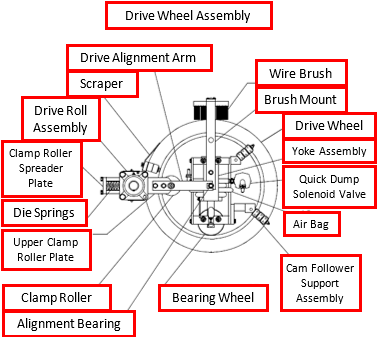 Drive Wheel Assembly
Drive Alignment Arm
Scraper
Drive Roll
Assembly
Clamp Roller
Spreader
Plate
Die Springs
Upper Clamp
Roller Plate
Clamp Roller
Alignment Bearing
Wire Brush
Brush Mount
Drive Wheel
Yoke Assembly
Quick Dump
Solenoid Valve
Air Bag
Cam Follower
Support
Assembly
Bearing Wheel